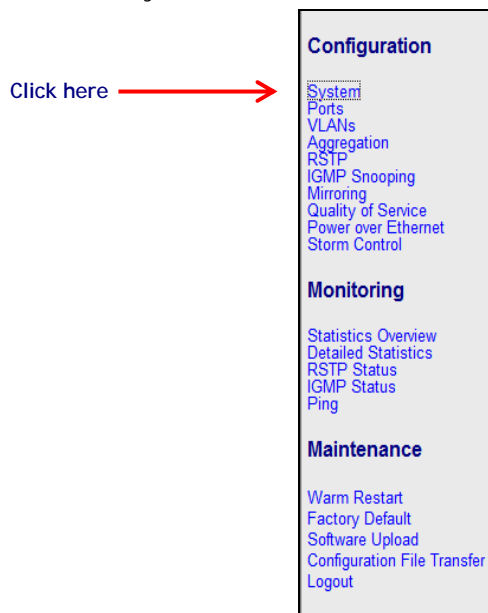 Configuration
Click here
System
Ports
VLANs
Aggregation
RSTP
IGMP Snooping
Mirroring
Quality of Service
Power over Ethernet
Storm Control
Monitoring
Statistics Overview
Detailed Statistics
RSTP Status
IGMP Status
Ping
Maintenance
Warm Restart
Factory Default
Software Upload
Configuration File Transfer
Logout